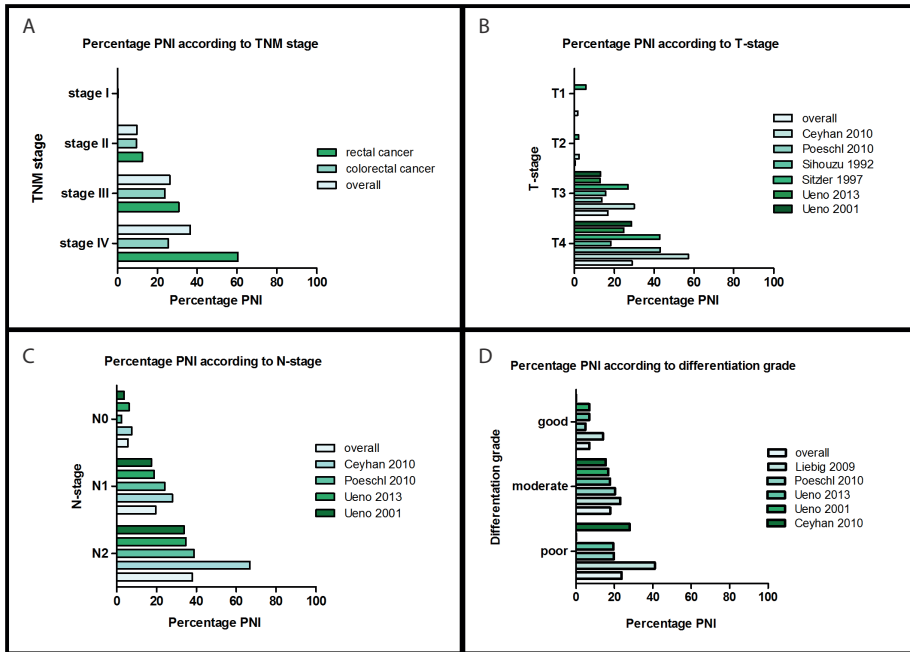 A
Percentage PNI according to TNM stage
TNM stage
stage I
stage II
stage III
stage IV
0 20 40 60 80 100
Percentage PNI
rectal cancer
colorectal cancer
overall
B
Percentage PNI according to T-stage
T-stage
T1
T2
T3
T4
0 20 40 60 80 100
Percentage PNI
overall
Ceyhan 2010
Poeschl 2010
Sihouzu 1992
Sitzler 1997
Ueno 2013
Ueno 2001
C
Percentage PNI according to N-stage
N-stage
N0
N1
N2
0 20 40 60 80 100
Percentage PNI
overall
Ceyhan 2010
Poeschl 2010
Ueno 2013
Ueno 2001
D
Percentage PNI according to differentiation grade
Differentation grade
good
moderate
poor
0 20 40 60 80 100
Percentage PNI
overall
Liebig 2009
Poeschl 2010
Ueno 2013
Ueno 2001
Ceyhan 2010